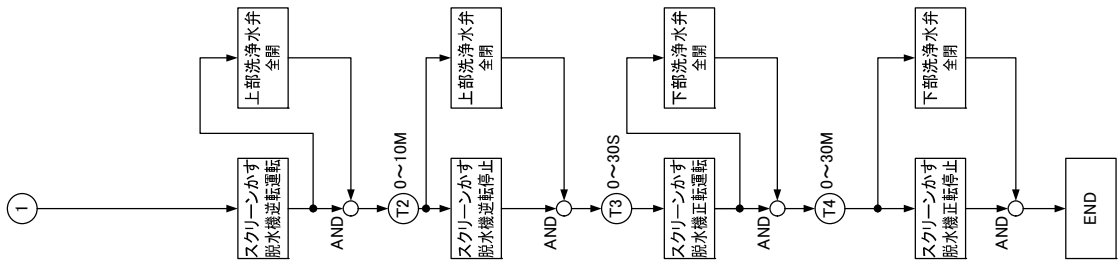 1
上部洗浄水弁
全開
スクリーンかす
脱水機逆転運転
AND
T2
0～10M
上部洗浄水弁
全閉
スクリーンかす
脱水機逆転停止
AND
T3
0～30S
下部洗浄水弁
全開
スクリーンかす
脱水機正転運転
AND
T4
0～30M
下部洗浄水弁
全閉
スクリーンかす
脱水機正転停止
AND
END